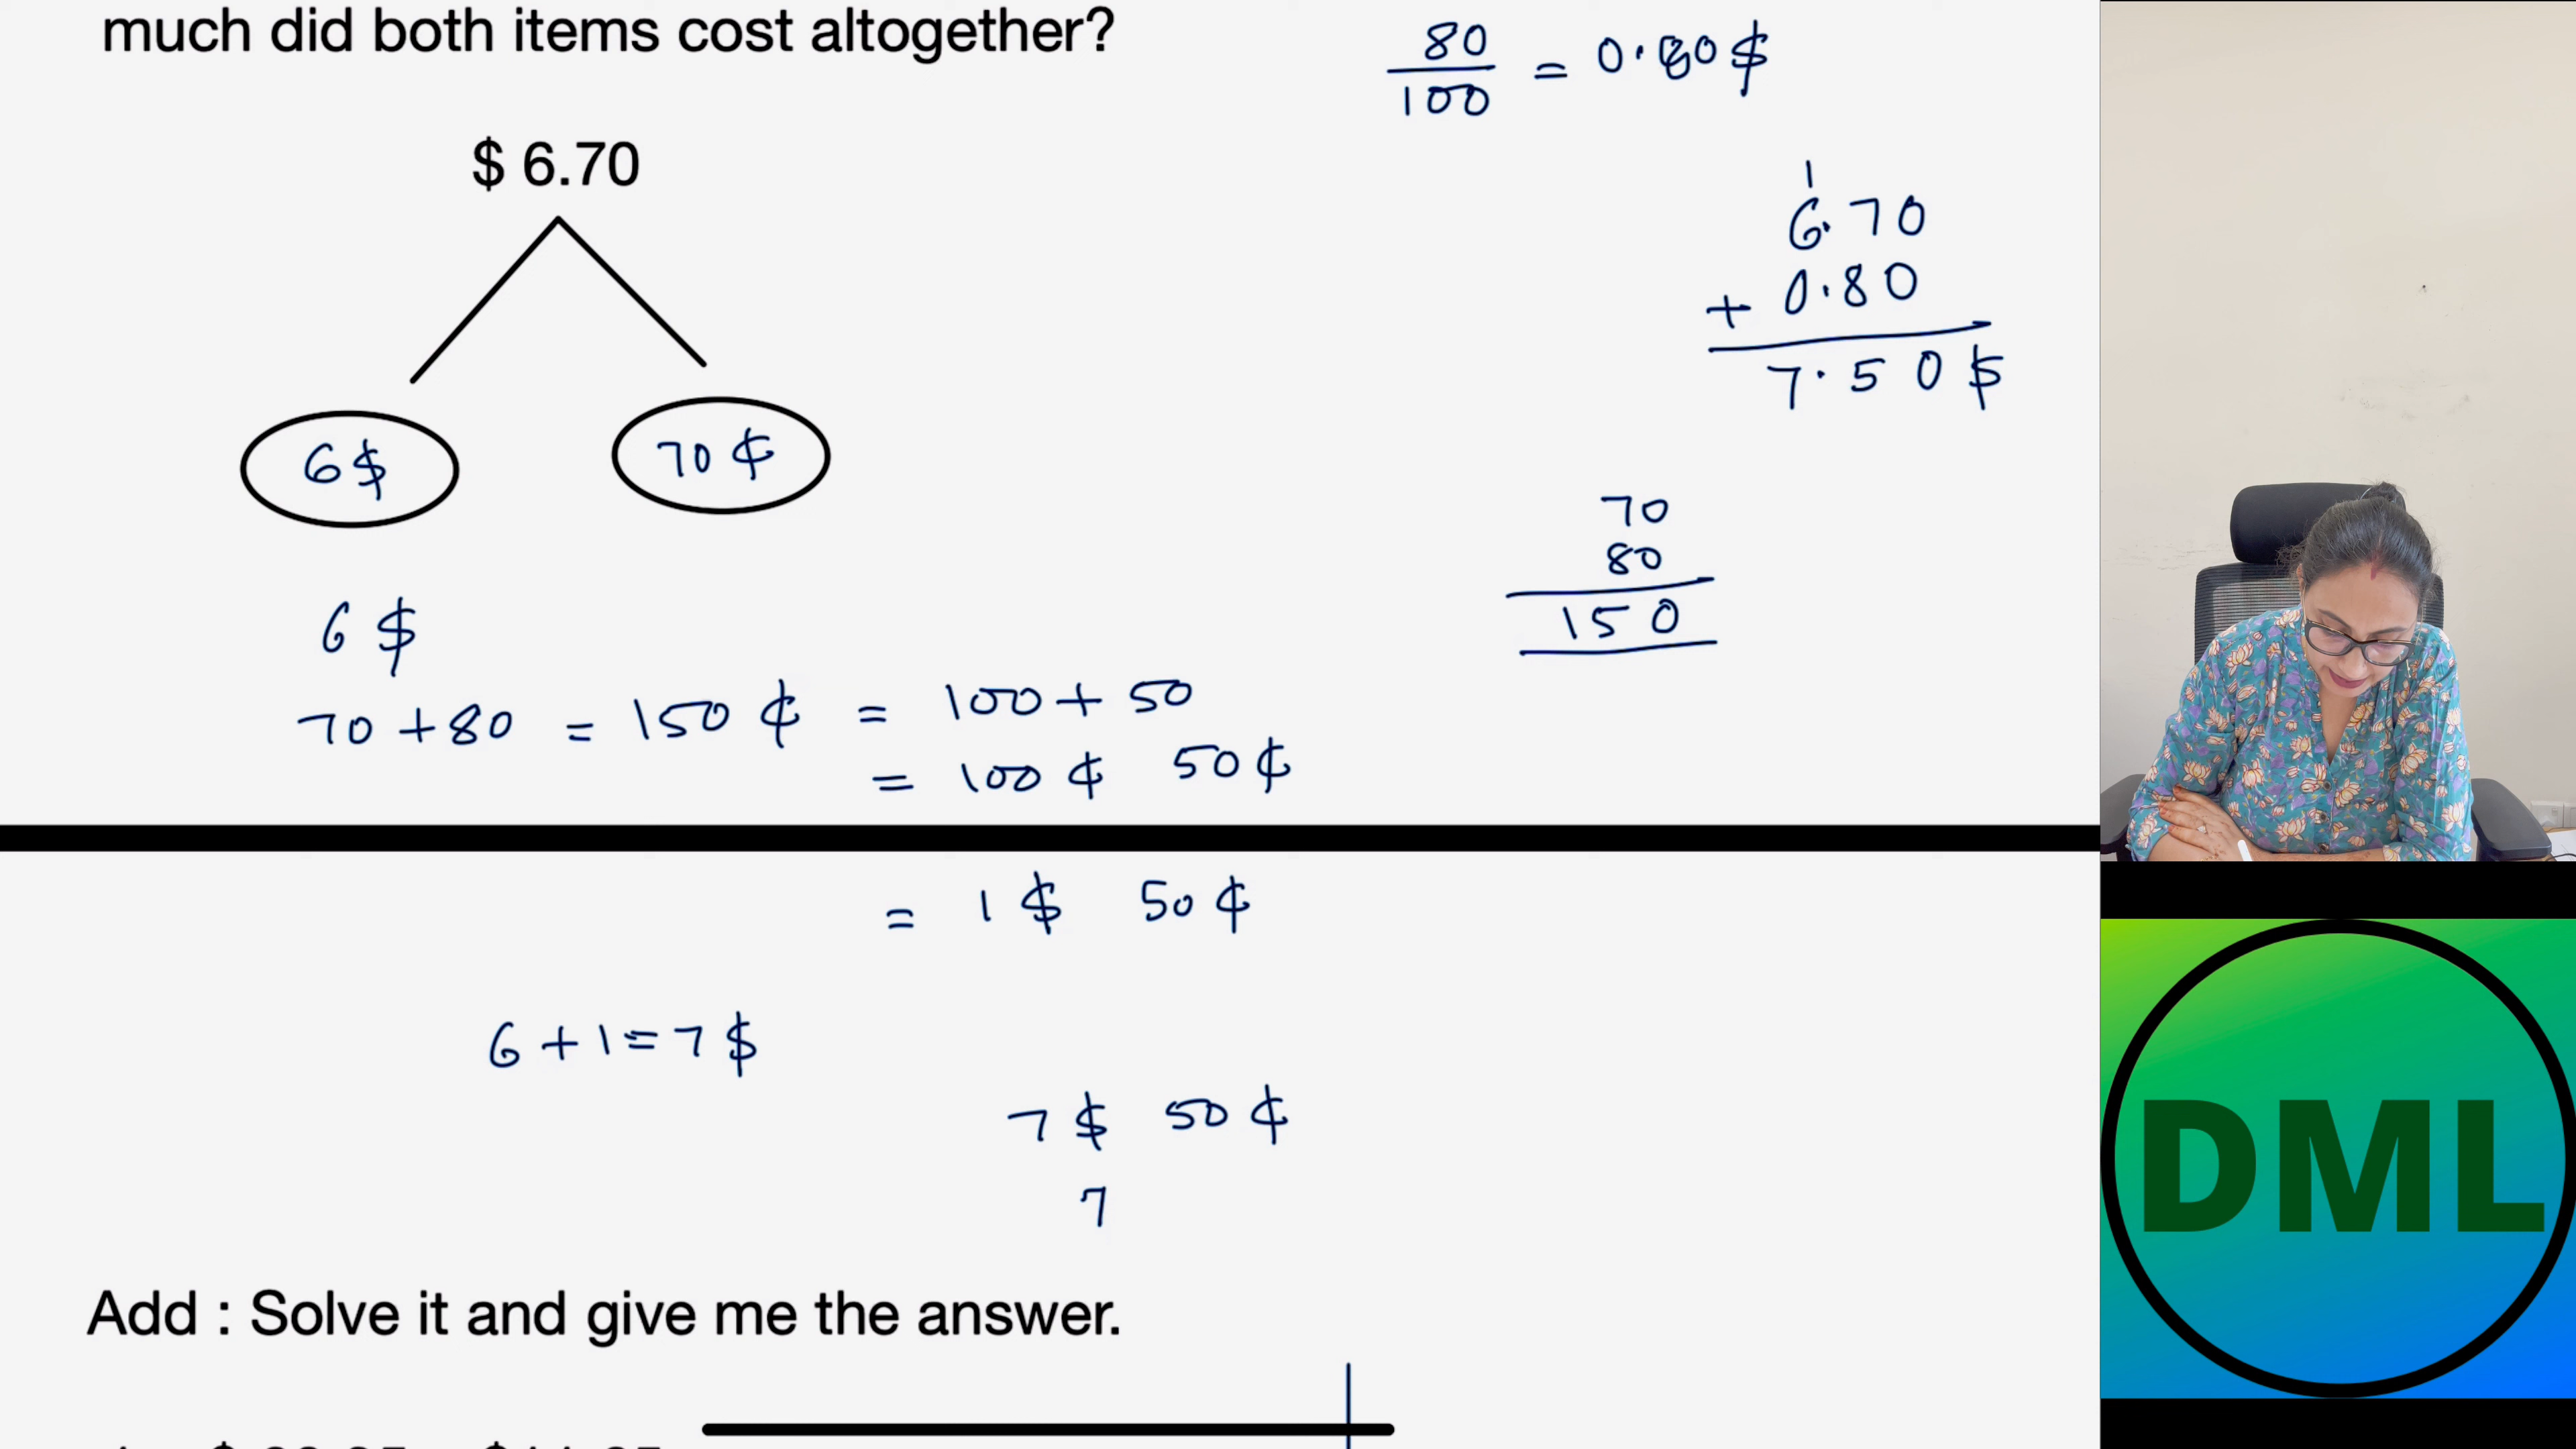 much did both items cost altogether?
80
100
= 0.80$
$ 6.70
1
6.70
+ 0.80
7.50$
6$
70¢
70
80
150
6 $
70 + 80 = 150 ¢ = 100 + 50
= 100 ¢ 50 ¢
= 1 $ 50 ¢
6 + 1 = 7 $
7 $ 50 ¢
7
Add : Solve it and give me the answer.
DML